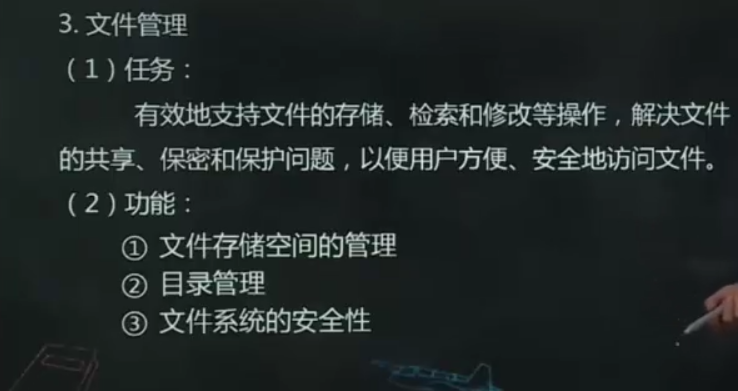 3. 文件管理
（1）任务：
有效地支持文件的存储、检索和修改等操作，解决文件
的共享、保密和保护问题，以便用户方便、安全地访问文件。
（2）功能：
① 文件存储空间的管理
② 目录管理
③ 文件系统的安全性